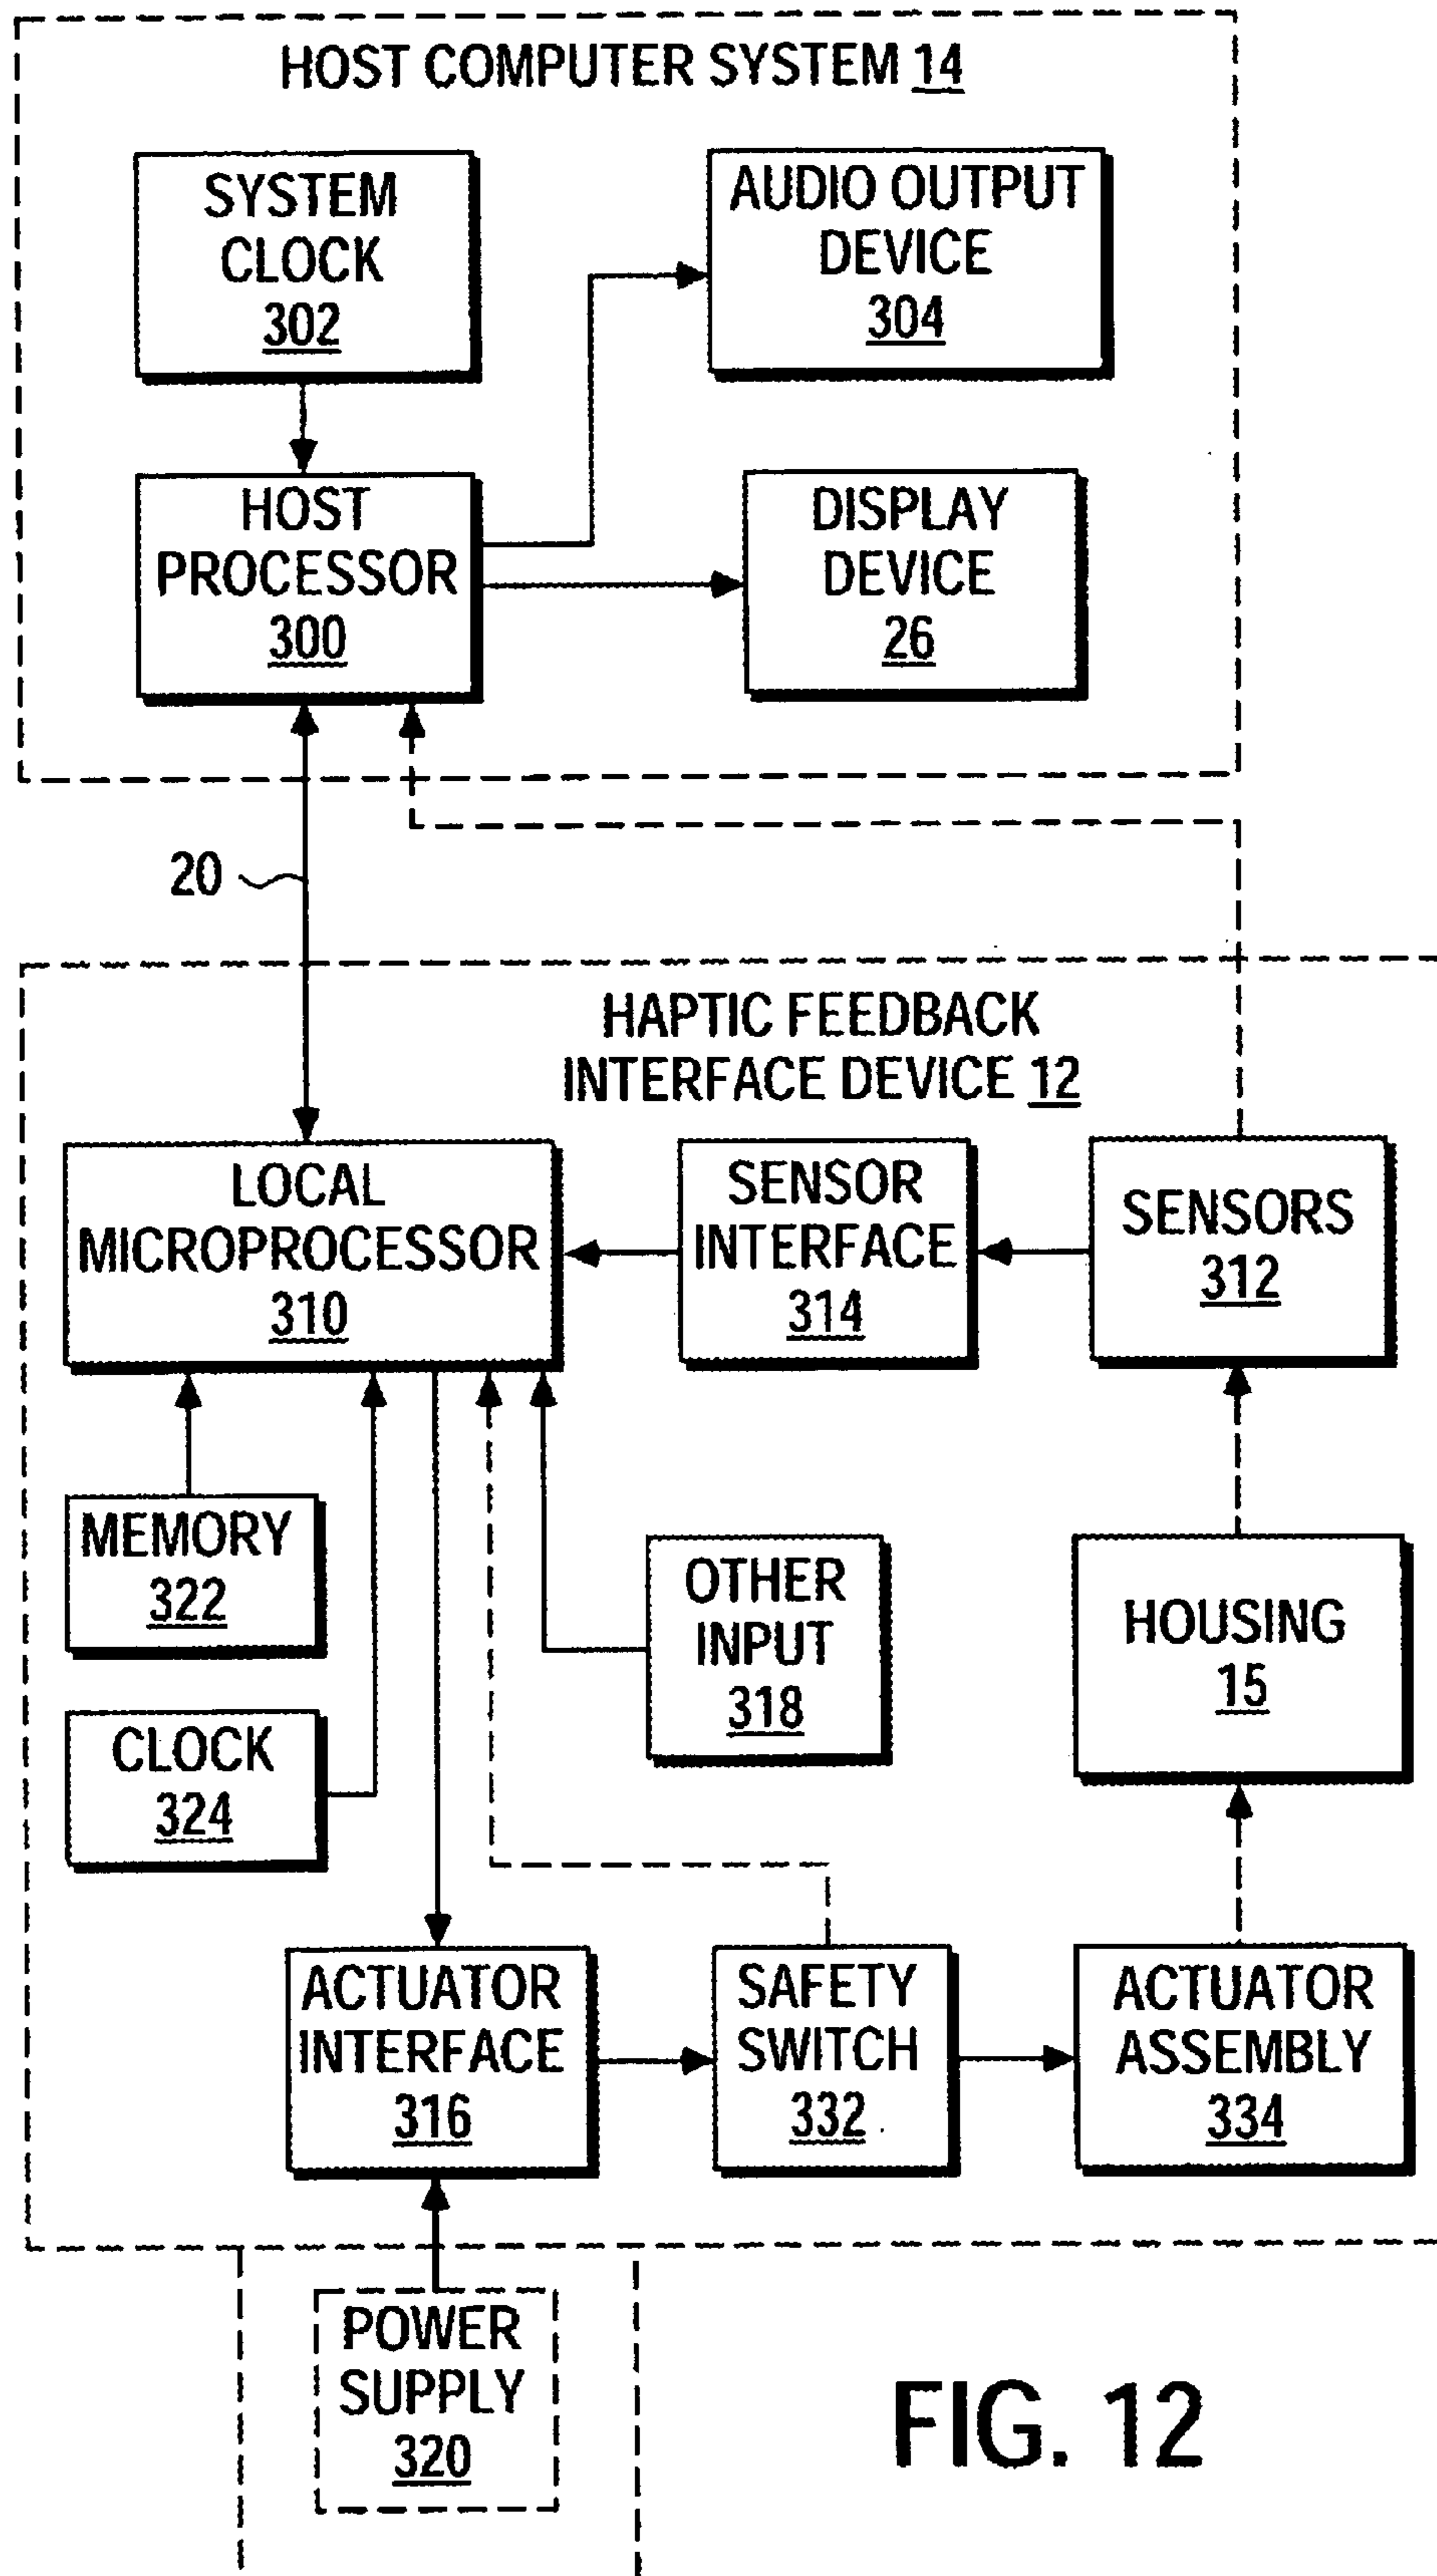 HOST COMPUTER SYSTEM 14
SYSTEM
CLOCK
302
AUDIO OUTPUT
DEVICE
304
HOST
PROCESSOR
300
DISPLAY
DEVICE
26
20
HAPTIC FEEDBACK
INTERFACE DEVICE 12
LOCAL
MICROPROCESSOR
310
SENSOR
INTERFACE
314
SENSORS
312
MEMORY
322
OTHER
INPUT
318
HOUSING
15
CLOCK
324
ACTUATOR
INTERFACE
316
SAFETY
SWITCH
332
ACTUATOR
ASSEMBLY
334
POWER
SUPPLY
320
FIG. 12